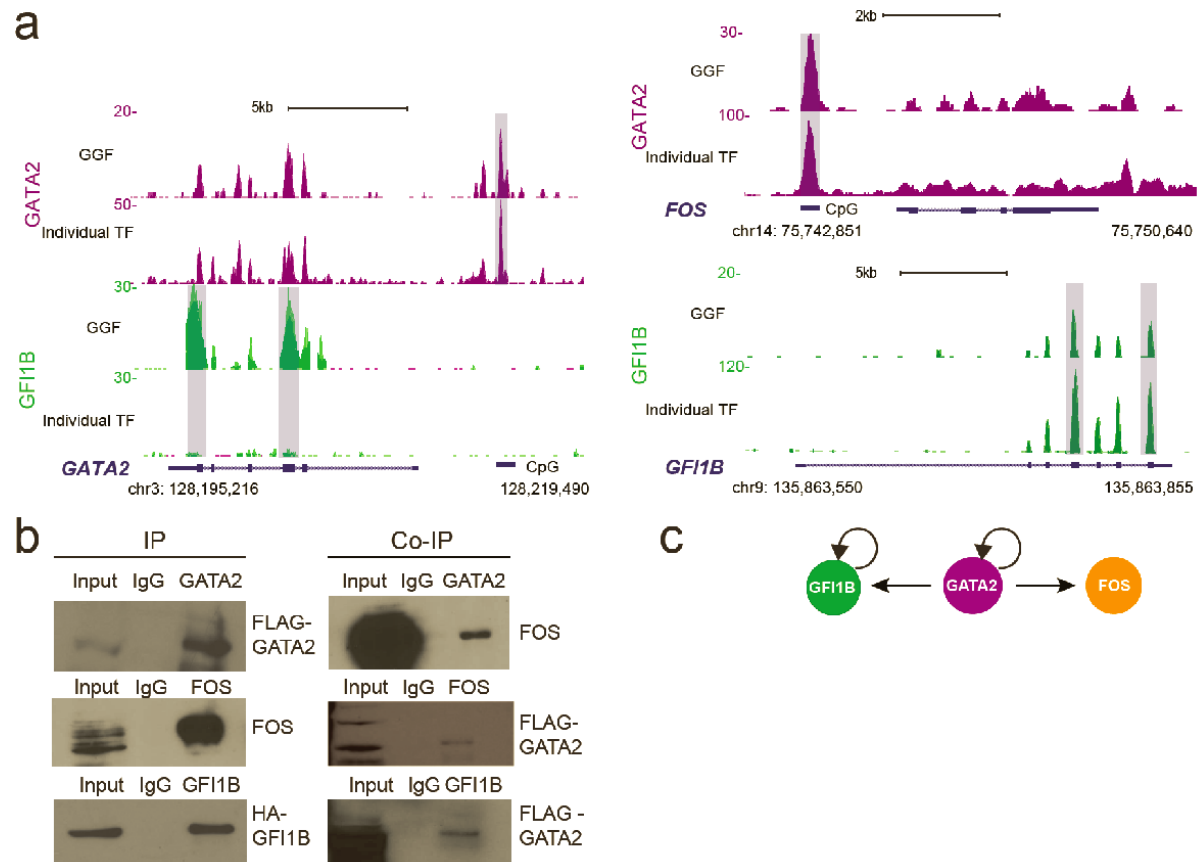 a
20-
5kb
GATA2
GGF
50-
Individual TF
30-
GFI1B
GGF
30-
Individual TF
GATA2
CpG
chr3: 128,195,216
128,219,490
2kb
30-
GATA2
GGF
100-
Individual TF
FOS
CpG
chr14: 75,742,851
75,750,640
5kb
20-
GFI1B
GGF
120-
Individual TF
GFI1B
chr9: 135,863,550
135,863,855
b
IP
Input IgG GATA2
FLAG-
GATA2
Input IgG FOS
FOS
Input IgG GFI1B
HA-
GFI1B
Co-IP
Input IgG GATA2
FOS
Input IgG FOS
FLAG-
GATA2
Input IgG GFI1B
FLAG -
GATA2
c
GFI1B
GATA2
FOS